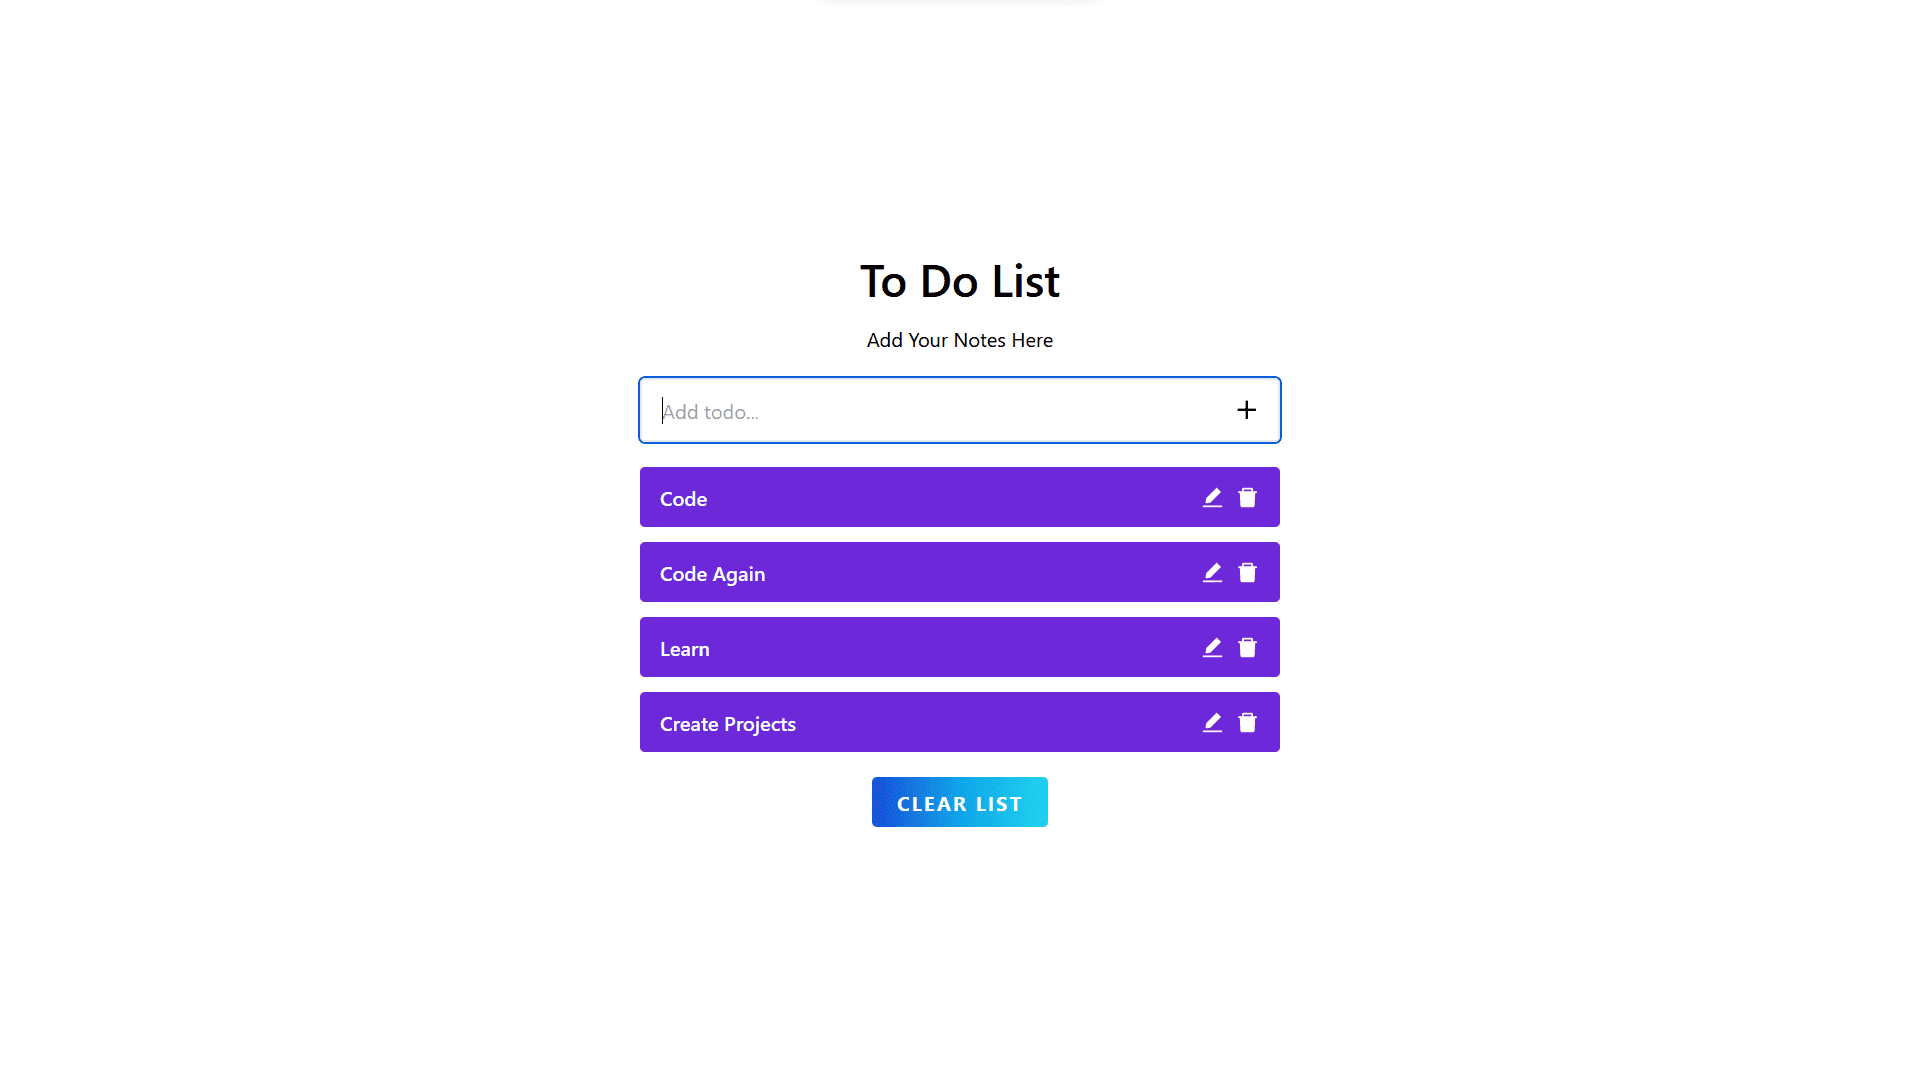 To Do List
Add Your Notes Here
Add todo...
Code
Code Again
Learn
Create Projects
CLEAR LIST